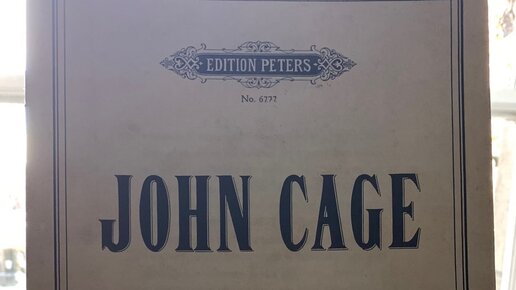 EDITION PETERS
No. 6777
JOHN CAGE